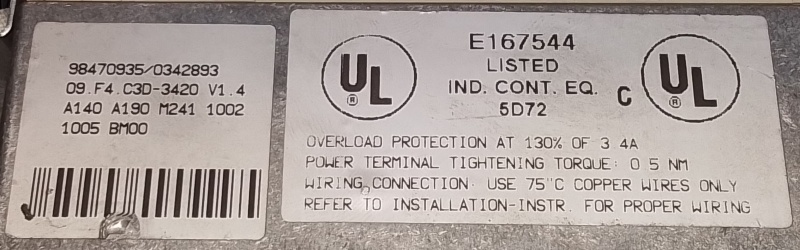 98470935/0342893
09.F4.C3D-3420 V1.4
A140 A190 M241 1002
1005 BM00
UL
®
E167544
LISTED
IND. CONT. EQ.
5D72
C UL
®
OVERLOAD PROTECTION AT 130% OF 3 4A
POWER TERMINAL TIGHTENING TORQUE: 0 5 NM
WIRING CONNECTION: USE 75°C COPPER WIRES ONLY
REFER TO INSTALLATION-INSTR. FOR PROPER WIRING